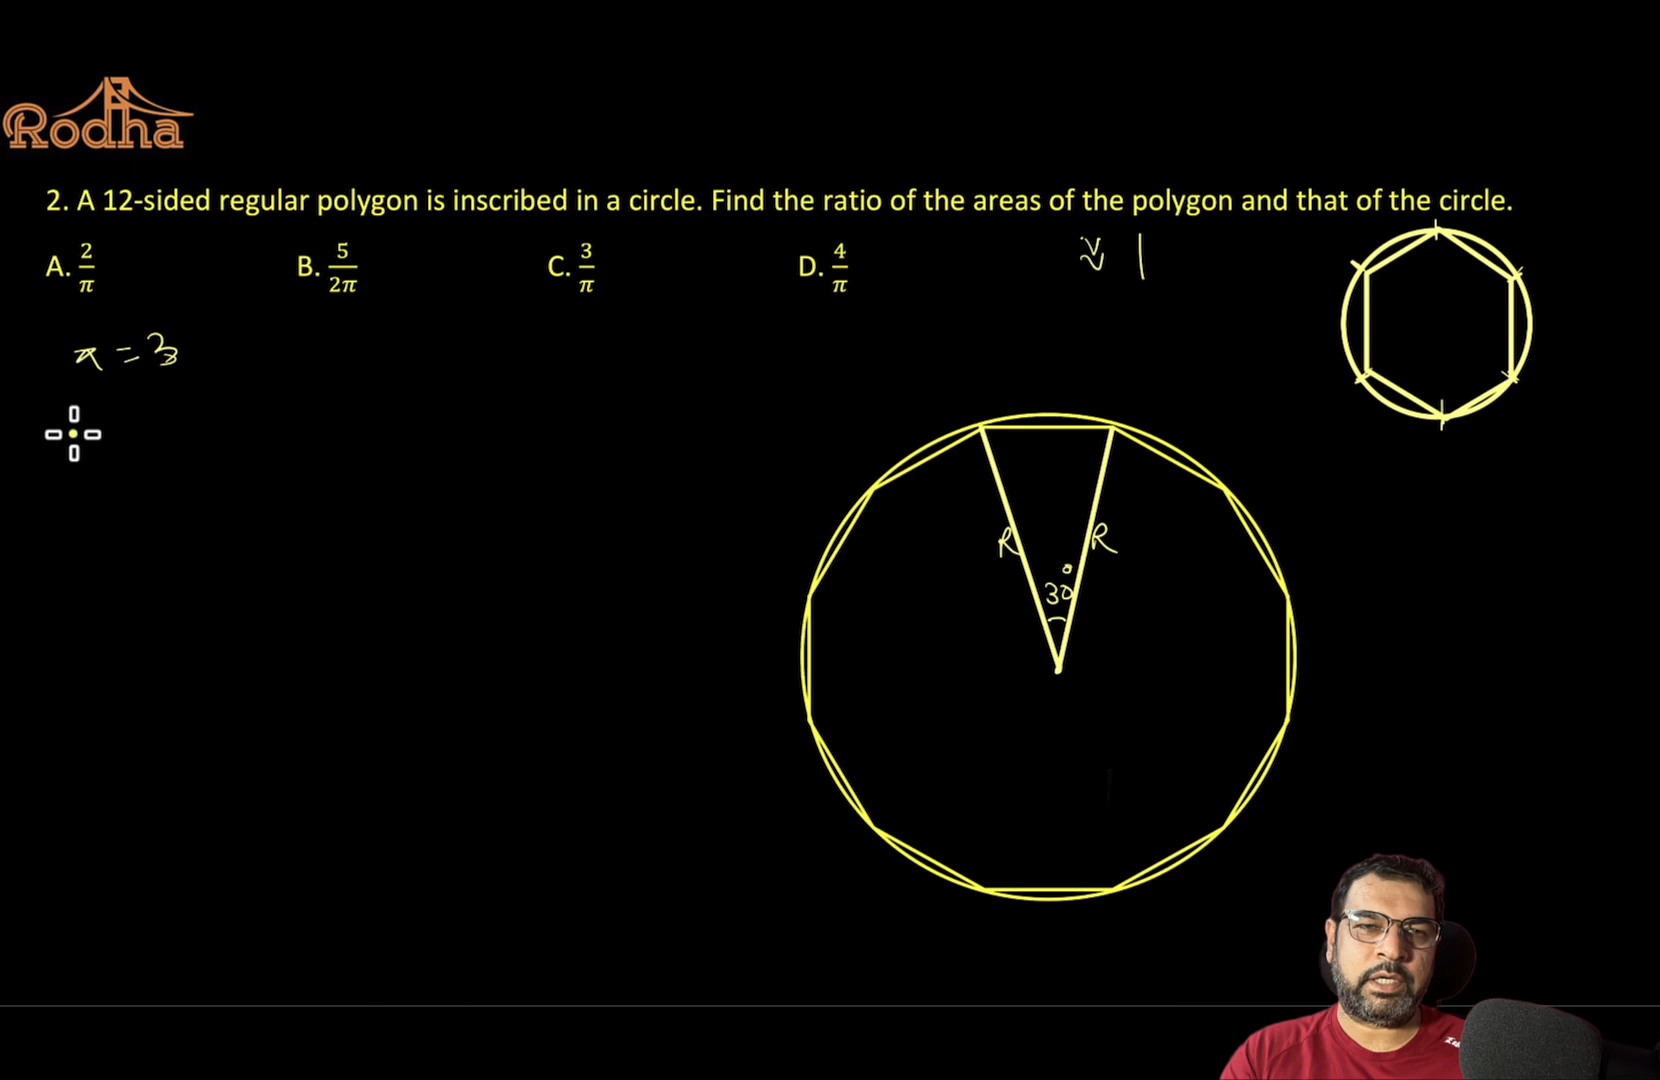 Rodha
2. A 12-sided regular polygon is inscribed in a circle. Find the ratio of the areas of the polygon and that of the circle.
A. 2/π B. 5/2π C. 3/π D. 4/π
≈ 1
π = 3
R R
30°